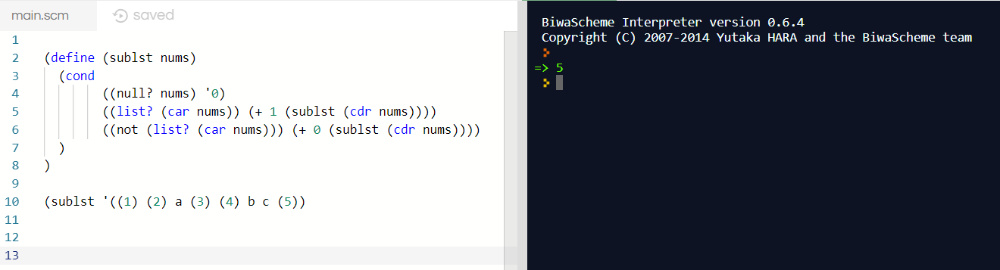 main.scm saved
1
2 (define (sublst nums)
3 (cond
4 ((null? nums) '0)
5 ((list? (car nums)) (+ 1 (sublst (cdr nums))))
6 ((not (list? (car nums))) (+ 0 (sublst (cdr nums))))
7 )
8 )
9
10 (sublst '((1) (2) a (3) (4) b c (5))
11
12
13
BiwaScheme Interpreter version 0.6.4
Copyright (C) 2007-2014 Yutaka HARA and the BiwaScheme team
>
=> 5
>